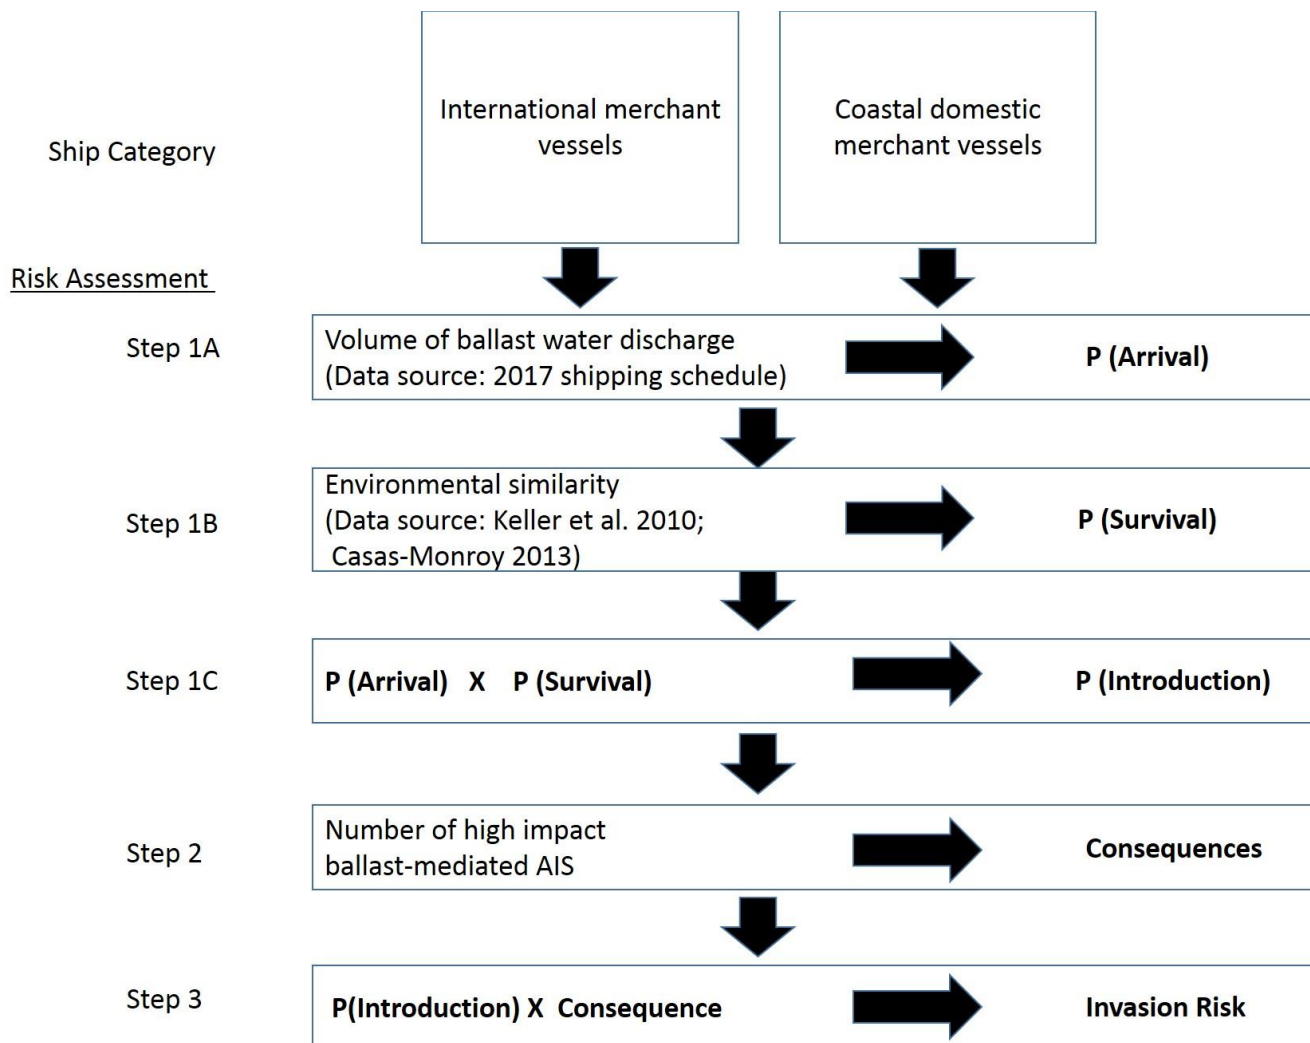 International merchant
vessels
Coastal domestic
merchant vessels
Ship Category
Risk Assessment
Step 1A
Volume of ballast water discharge
(Data source: 2017 shipping schedule)
P (Arrival)
Step 1B
Environmental similarity
(Data source: Keller et al. 2010;
Casas-Monroy 2013)
P (Survival)
Step 1C
P (Arrival) X P (Survival)
P (Introduction)
Step 2
Number of high impact
ballast-mediated AIS
Consequences
Step 3
P(Introduction) X Consequence
Invasion Risk